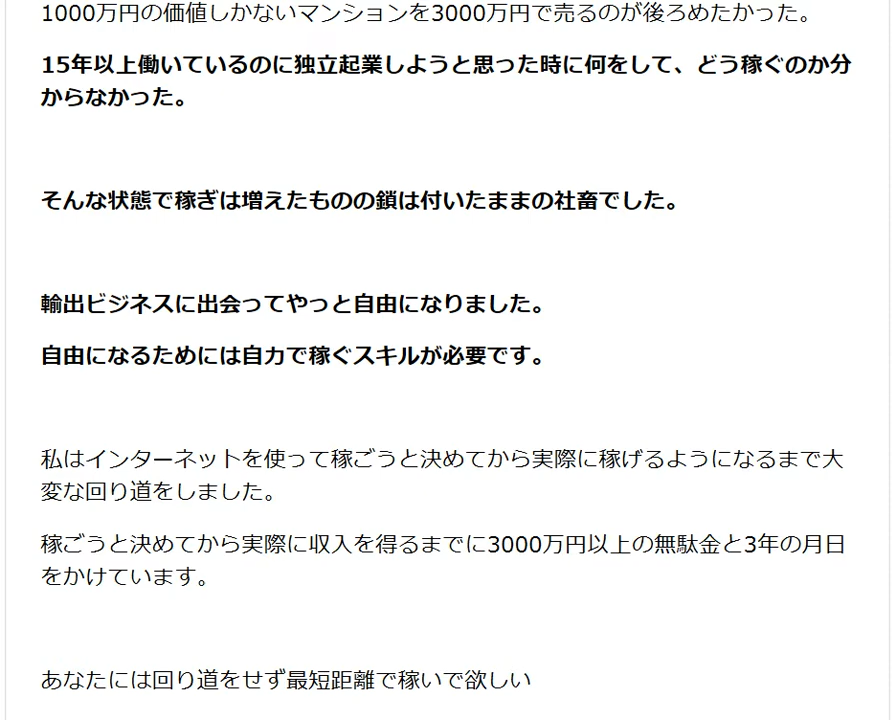 1000万円の価値しかないマンションを3000万円で売るのが後ろめたかった。
15年以上働いているのに独立起業しようと思った時に何をして、どう稼ぐのか分
からなかった。
そんな状態で稼ぎは増えたものの鎖は付いたままの社畜でした。
輸出ビジネスに出会ってやっと自由になりました。
自由になるためには自力で稼ぐスキルが必要です。
私はインターネットを使って稼ごうと決めてから実際に稼げるようになるまで大
変な回り道をしました。
稼ごうと決めてから実際に収入を得るまでに3000万円以上の無駄金と3年の月日
をかけています。
あなたには回り道をせず最短距離で稼いで欲しい